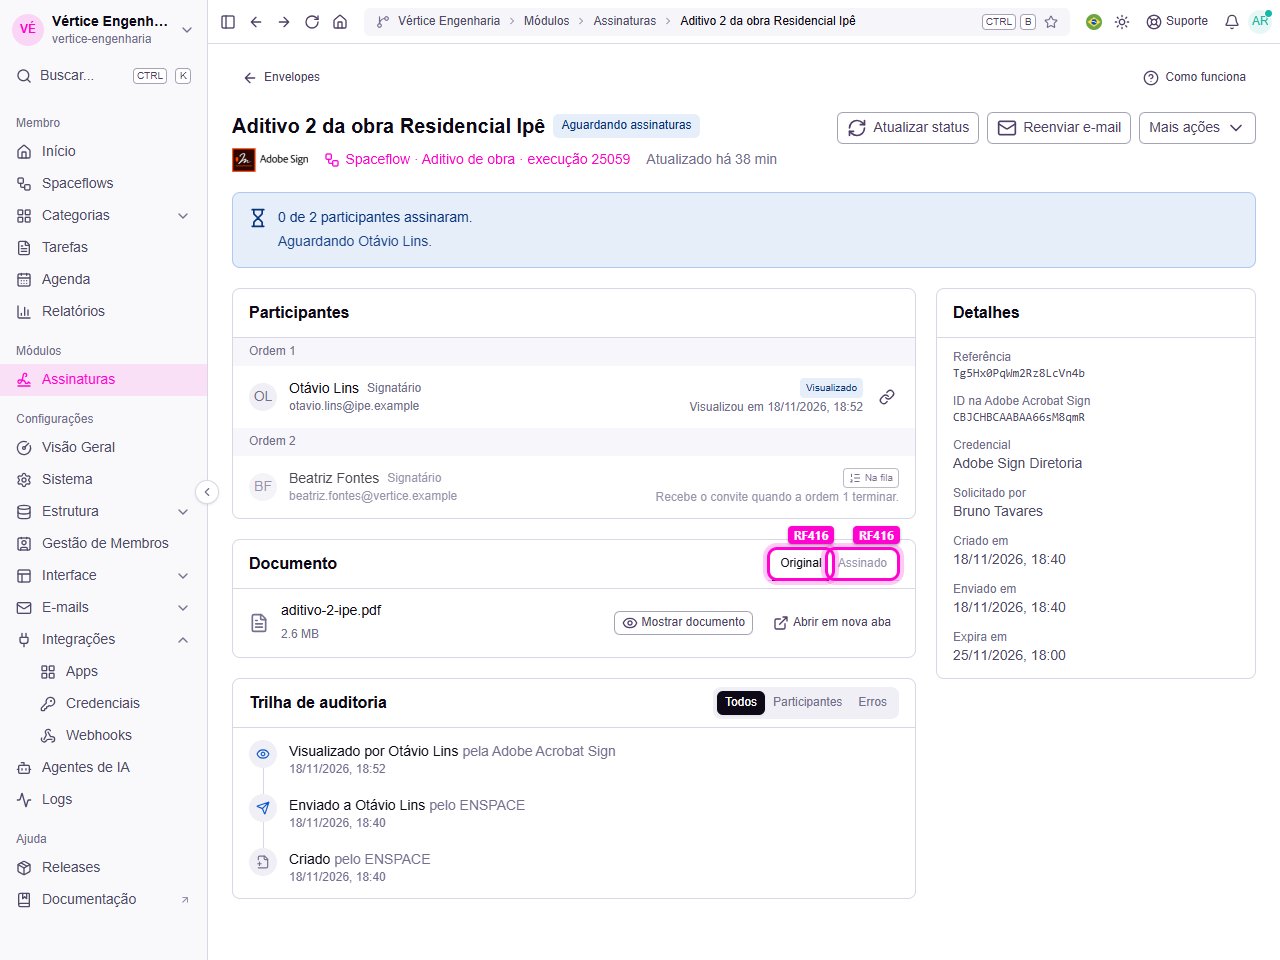 VÉ
Vértice Engenh...
vertice-engenharia
Buscar...
CTRL K
Membro
Início
Spaceflows
Categorias
Tarefas
Agenda
Relatórios
Módulos
Assinaturas
Configurações
Visão Geral
Sistema
Estrutura
Gestão de Membros
Interface
E-mails
Integrações
Apps
Credenciais
Webhooks
Agentes de IA
Logs
Ajuda
Releases
Documentação
Vértice Engenharia
Módulos
Assinaturas
Aditivo 2 da obra Residencial Ipê
CTRL B
Suporte
AR
Envelopes
Como funciona
Aditivo 2 da obra Residencial Ipê
Aguardando assinaturas
Atualizar status
Reenviar e-mail
Mais ações
Adobe Sign
Spaceflow · Aditivo de obra · execução 25059
Atualizado há 38 min
0 de 2 participantes assinaram.
Aguardando Otávio Lins.
Participantes
Ordem 1
OL
Otávio Lins Signatário
otavio.lins@ipe.example
Visualizado
Visualizou em 18/11/2026, 18:52
Ordem 2
BF
Beatriz Fontes Signatário
beatriz.fontes@vertice.example
Na fila
Recebe o convite quando a ordem 1 terminar.
RF416
RF416
Documento
Original
Assinado
aditivo-2-ipe.pdf
2.6 MB
Mostrar documento
Abrir em nova aba
Trilha de auditoria
Todos
Participantes
Erros
Visualizado por Otávio Lins pela Adobe Acrobat Sign
18/11/2026, 18:52
Enviado a Otávio Lins pelo ENSPACE
18/11/2026, 18:40
Criado pelo ENSPACE
18/11/2026, 18:40
Detalhes
Referência
Tg5Hx0PqWm2Rz8LcVn4b
ID na Adobe Acrobat Sign
CBJCHBCAABAA66sM8qmR
Credencial
Adobe Sign Diretoria
Solicitado por
Bruno Tavares
Criado em
18/11/2026, 18:40
Enviado em
18/11/2026, 18:40
Expira em
25/11/2026, 18:00